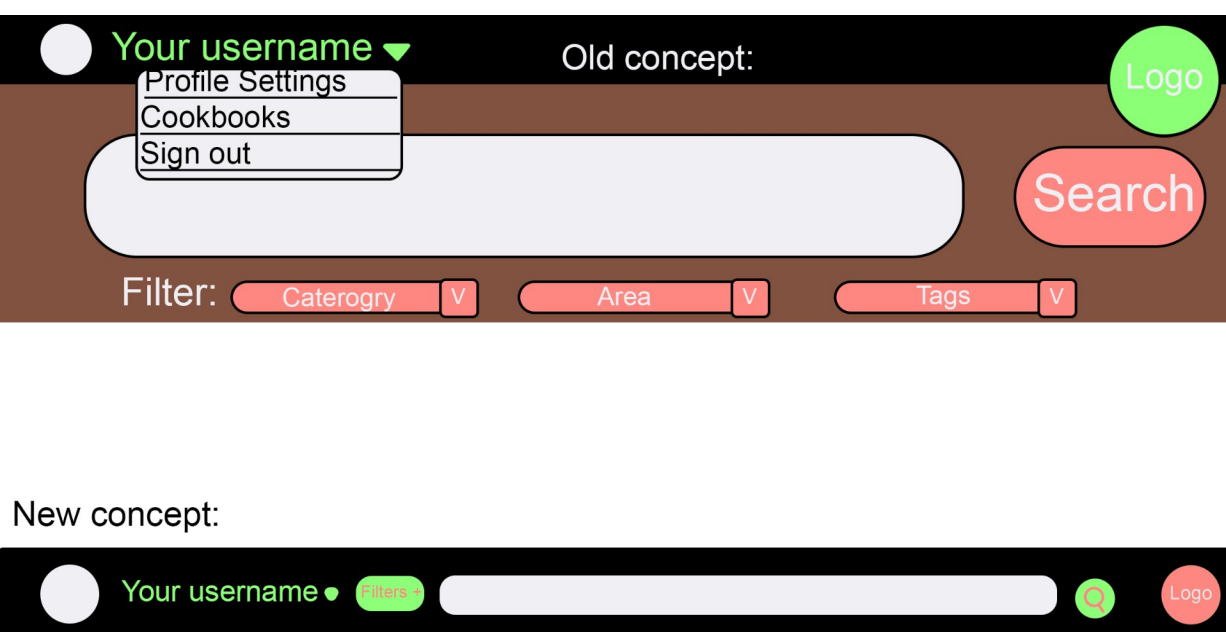 Your username
Old concept:
Logo
Profile Settings
Cookbooks
Sign out
Search
Filter:
Caterogry V
Area V
Tags V
New concept:
Your username
Filters +
Logo